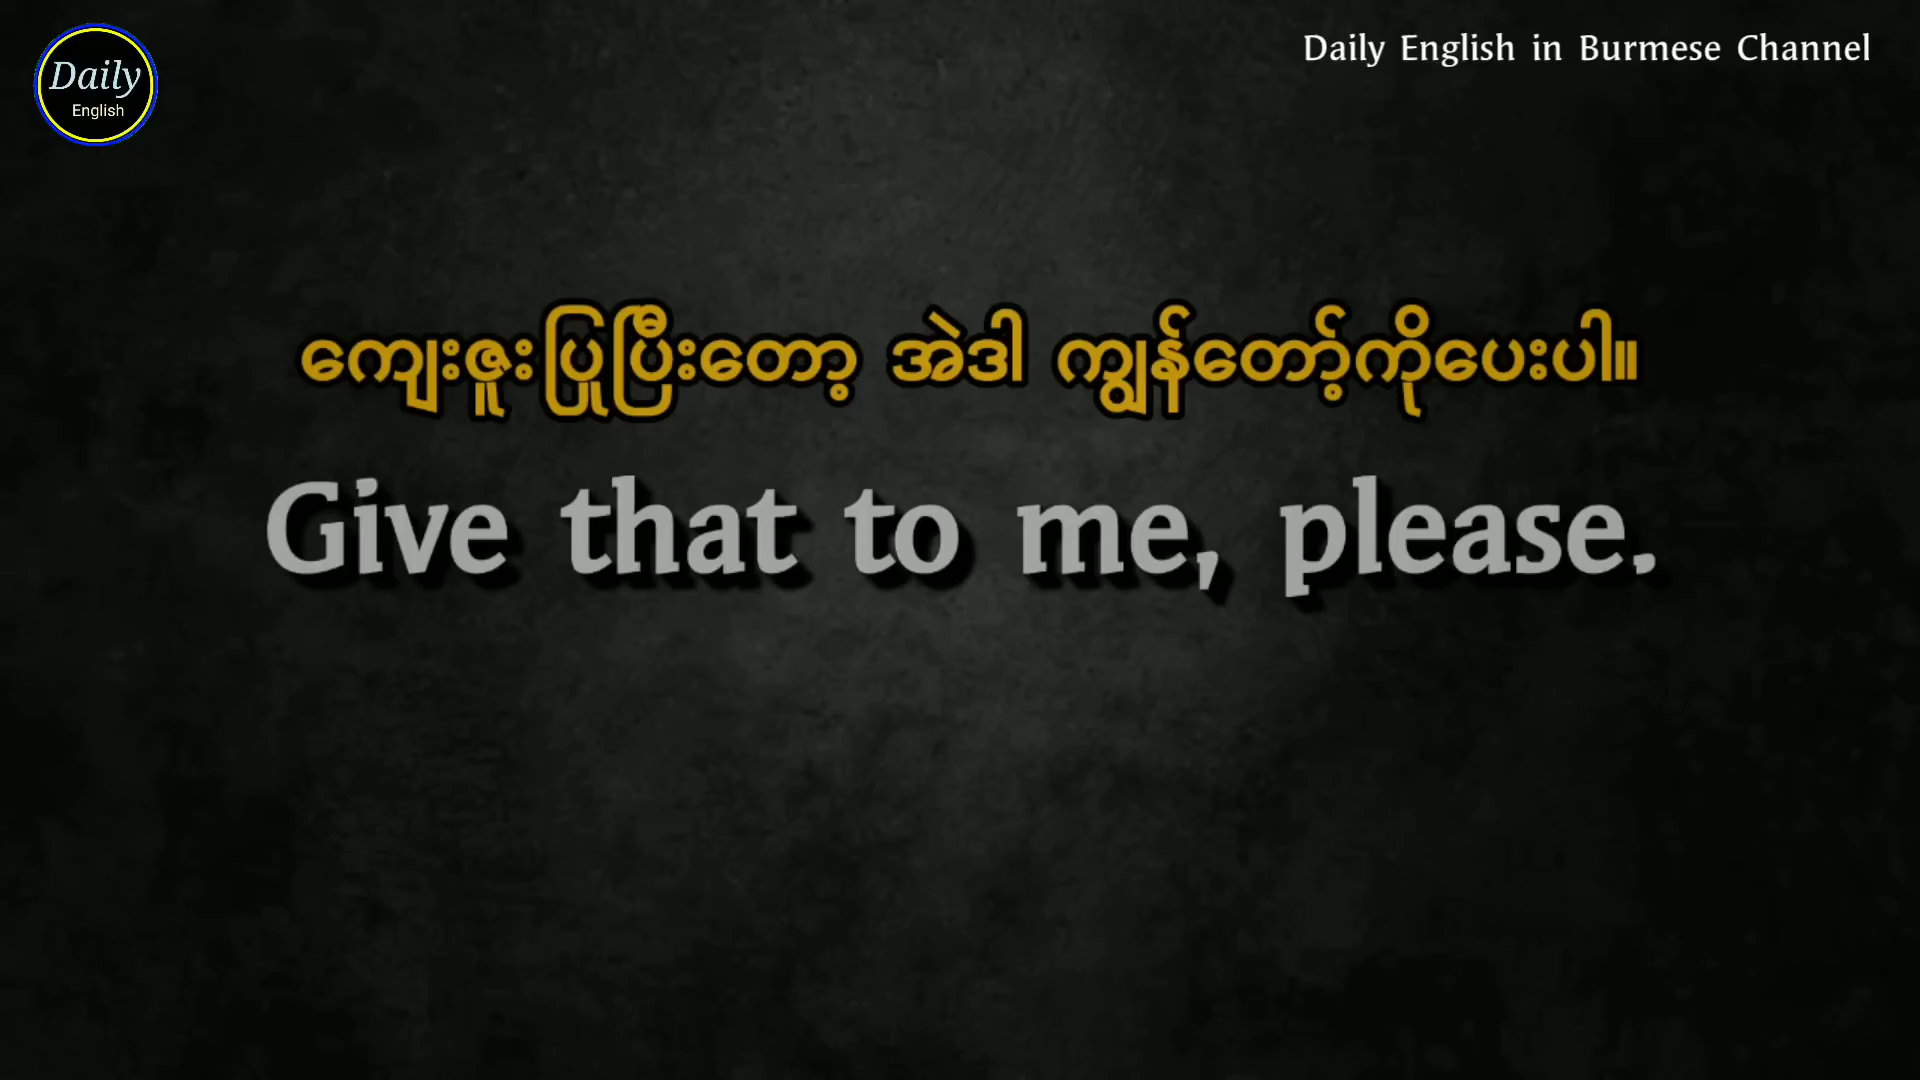 Daily
English
Daily English in Burmese Channel
ကျေးဇူးပြုပြီးတော့ အဲဒါ ကျွန်တော့်ကိုပေးပါ။
Give that to me, please.